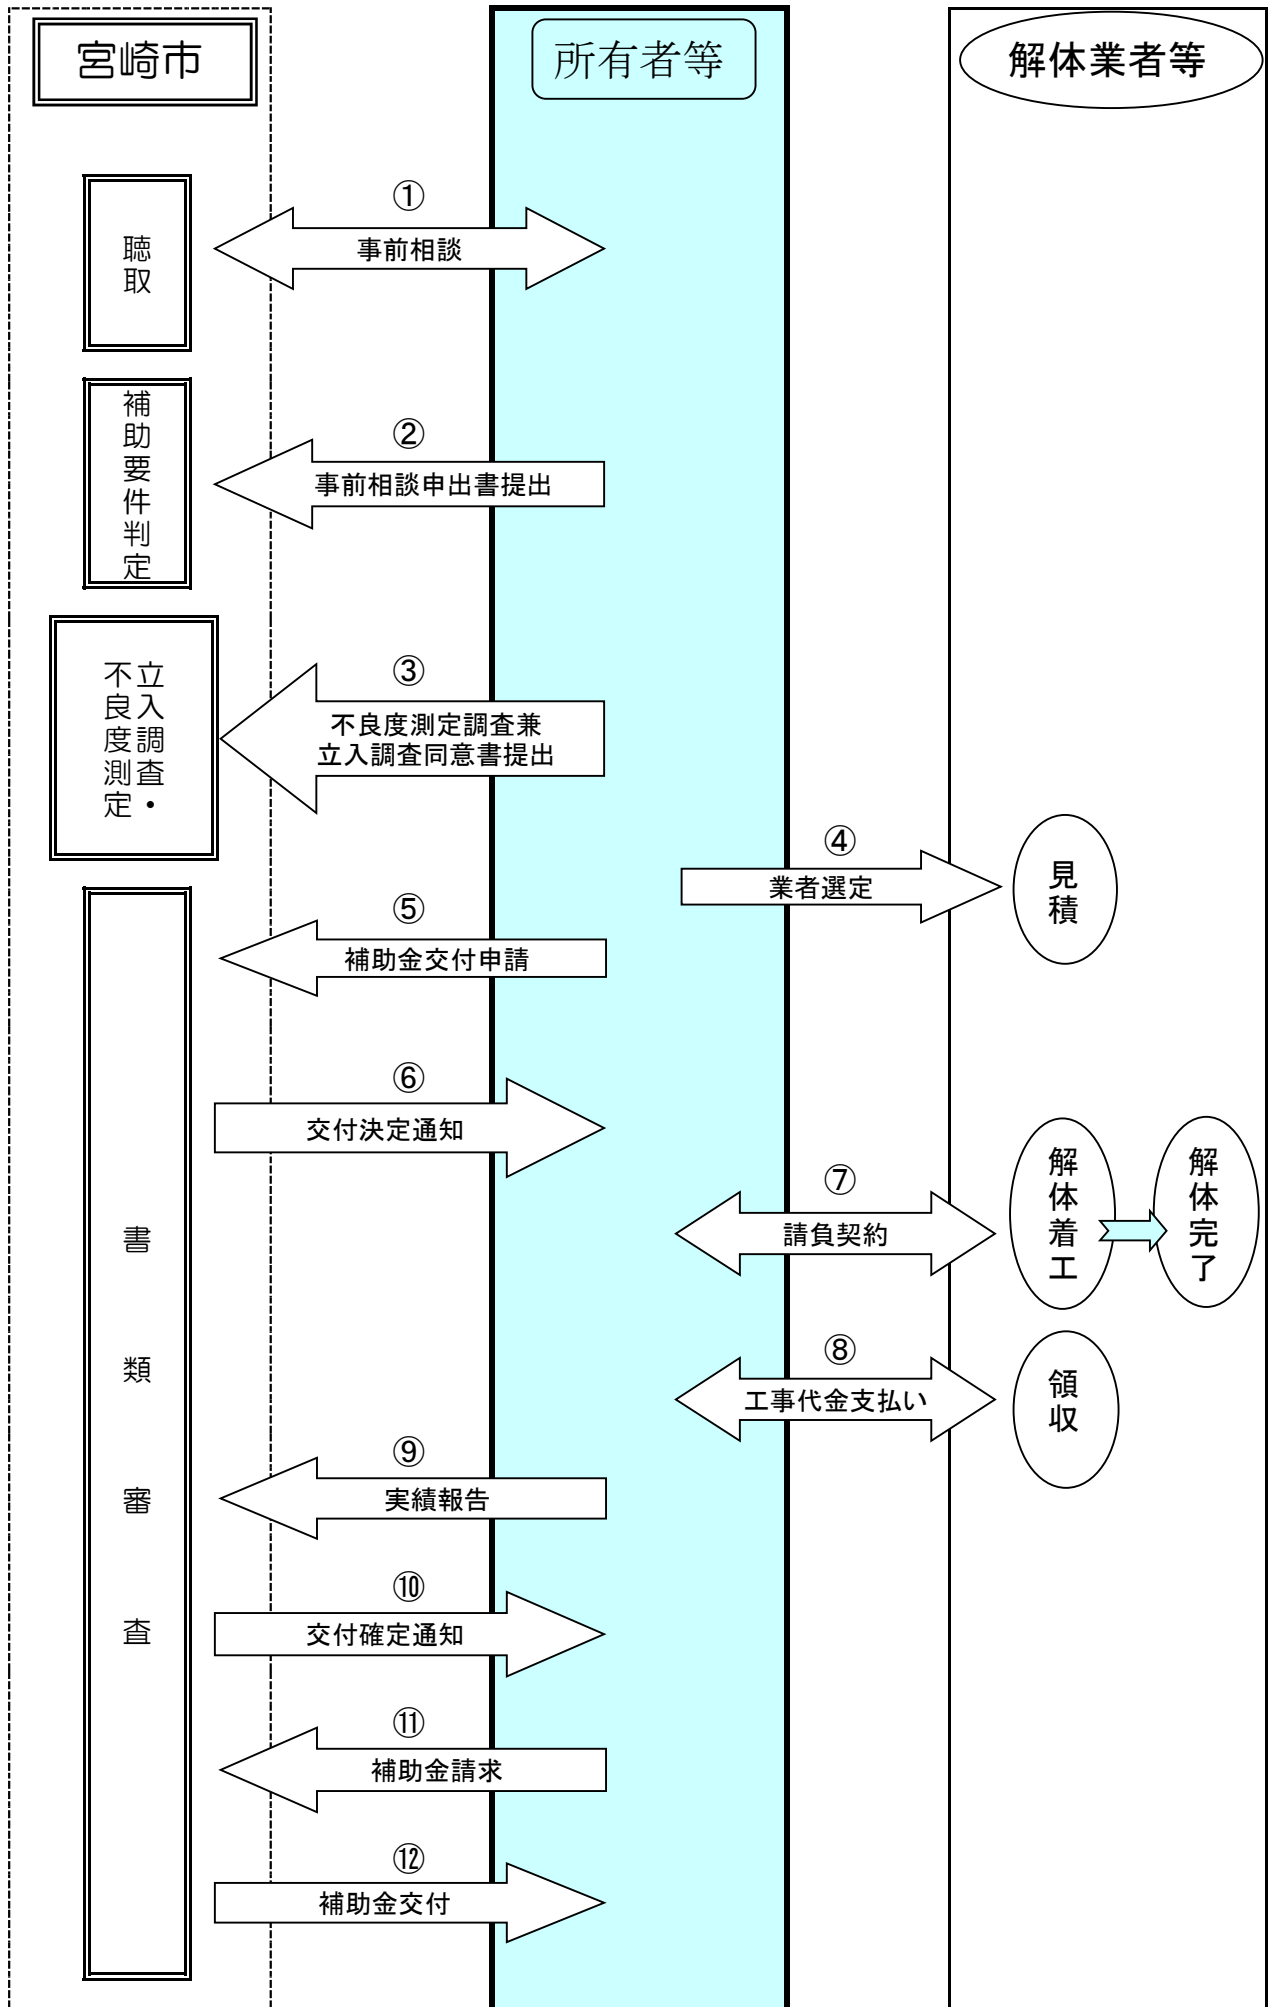 宮崎市
所有者等
解体業者等
聴取
①
事前相談
補助要件判定
②
事前相談申出書提出
立入調査・
不良度測定
③
不良度測定調査兼
立入調査同意書提出
④
業者選定
見積
書類審査
⑤
補助金交付申請
⑥
交付決定通知
⑦
請負契約
解体着工
解体完了
⑧
工事代金支払い
領収
⑨
実績報告
⑩
交付確定通知
⑪
補助金請求
⑫
補助金交付